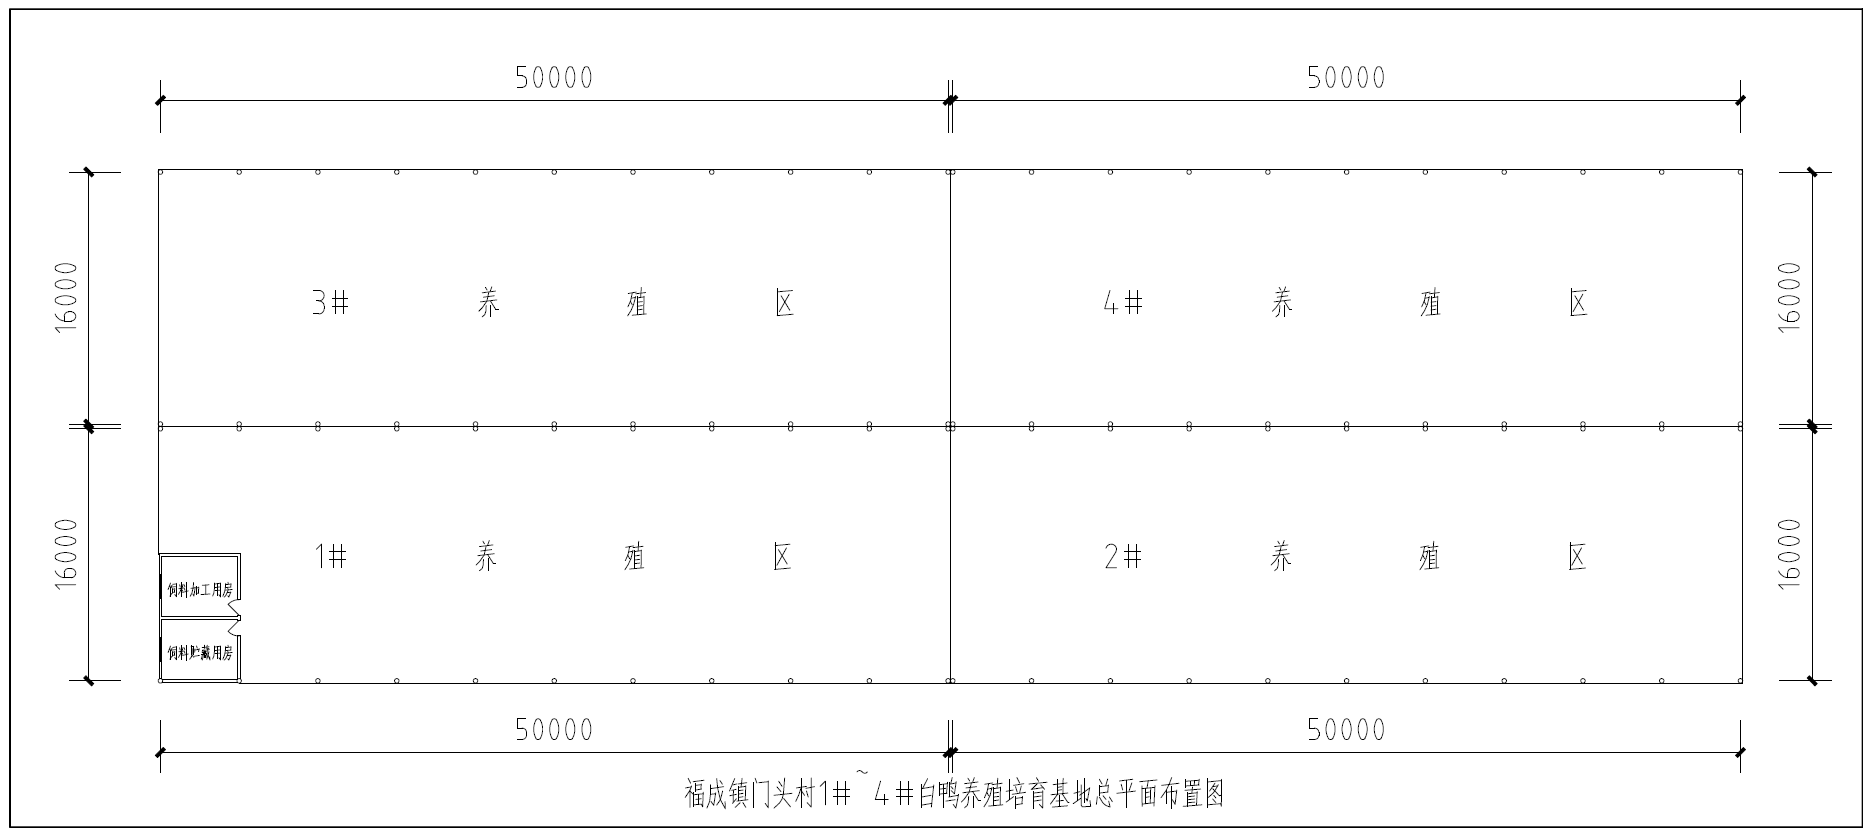 50000 50000
16000 16000
3# 养 殖 区 4# 养 殖 区
16000 16000
1# 养 殖 区 2# 养 殖 区
饲料加工用房
饲料贮藏用房
50000 50000
福成镇门头村1#~4#白鸭养殖培育基地总平面布置图